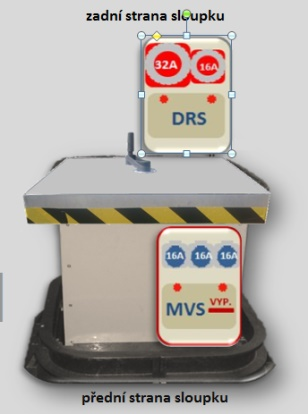 zadní strana sloupku
32A 16A
DRS
16A 16A 16A
MVS VYP.
přední strana sloupku